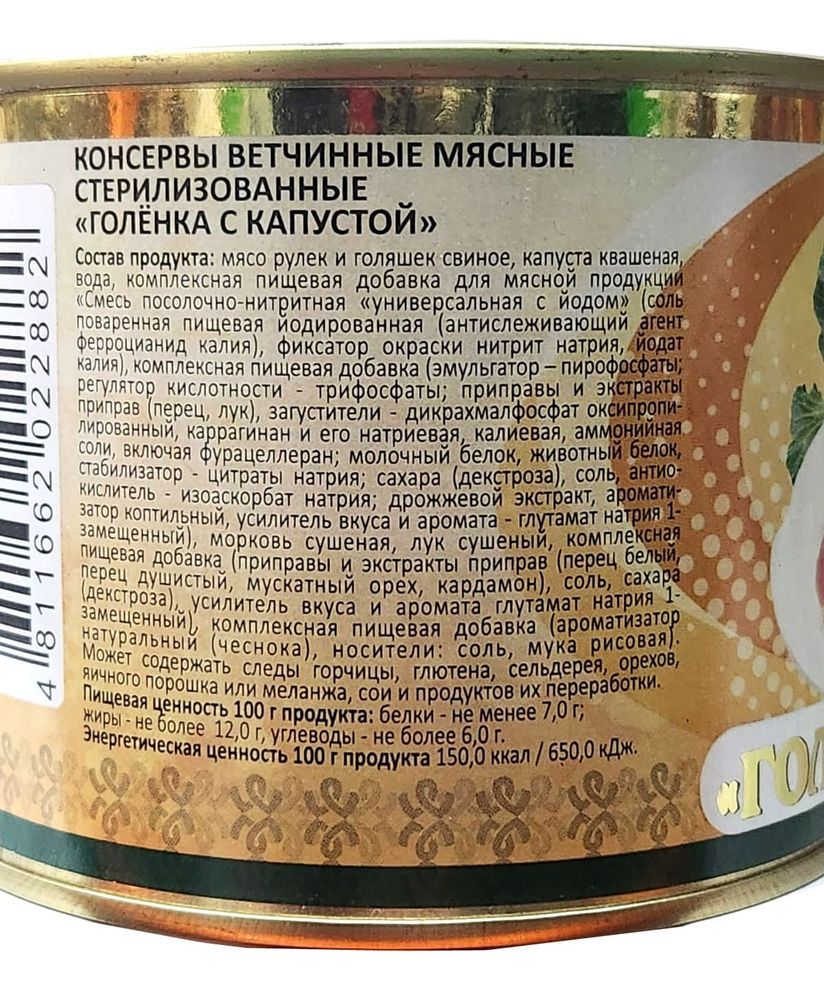 КОНСЕРВЫ ВЕТЧИННЫЕ МЯСНЫЕ
СТЕРИЛИЗОВАННЫЕ
«ГОЛЁНКА С КАПУСТОЙ»
Состав продукта: мясо рулек и голяшек свиное, капуста квашеная,
вода, комплексная пищевая добавка для мясной продукции
«Смесь посолочно-нитритная «универсальная с йодом» (соль
поваренная пищевая йодированная (антислеживающий агент
ферроцианид калия), фиксатор окраски нитрит натрия, йодат
калия), комплексная пищевая добавка (эмульгатор – пирофосфаты;
регулятор кислотности - трифосфаты; приправы и экстракты
приправ (перец, лук), загустители - дикрахмалфосфат оксипропи-
лированный, каррагинан и его натриевая, калиевая, аммонийная
соли, включая фурацеллеран; молочный белок, животный белок,
стабилизатор - цитраты натрия; сахара (декстроза), соль, антио-
кислитель - изоаскорбат натрия; дрожжевой экстракт, аромати-
затор коптильный, усилитель вкуса и аромата - глутамат натрия 1-
замещенный), морковь сушеная, лук сушеный, комплексная
пищевая добавка (приправы и экстракты приправ (перец белый,
перец душистый, мускатный орех, кардамон), соль, сахара
(декстроза), усилитель вкуса и аромата глутамат натрия 1-
замещенный), комплексная пищевая добавка (ароматизатор
натуральный (чеснока), носители: соль, мука рисовая).
Может содержать следы горчицы, глютена, сельдерея, орехов,
яичного порошка или меланжа, сои и продуктов их переработки.
Пищевая ценность 100 г продукта: белки - не менее 7,0 г;
жиры - не более 12,0 г, углеводы - не более 6,0 г.
Энергетическая ценность 100 г продукта 150,0 ккал / 650,0 кДж.
4 811662 022882
«ГОЛ